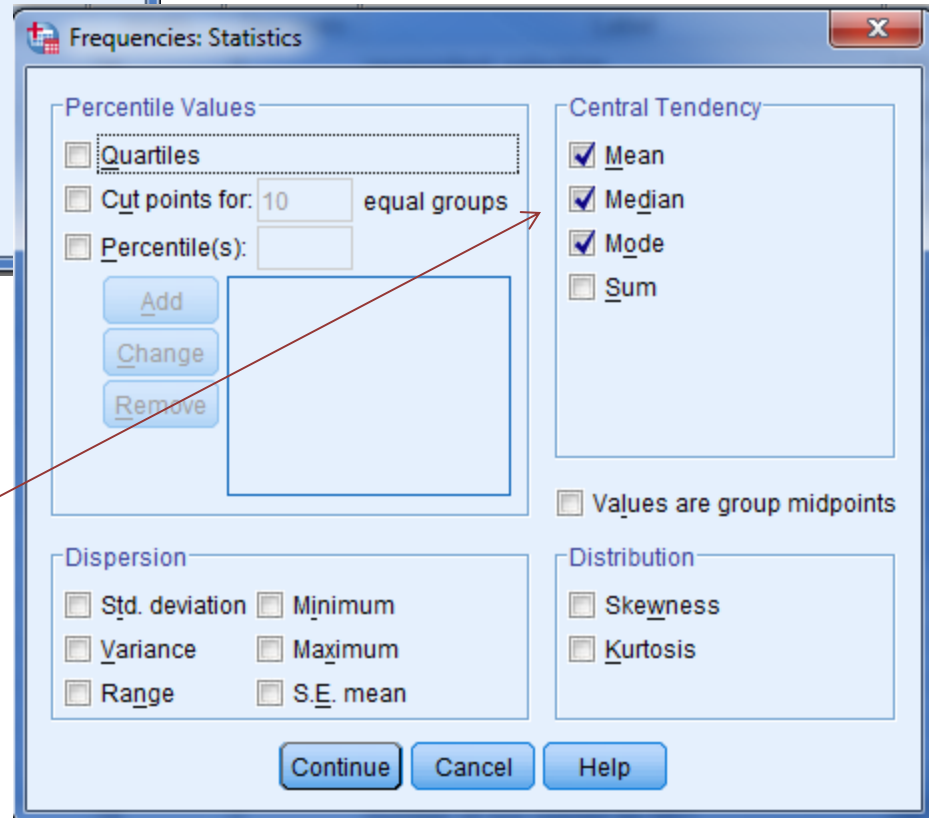 Frequencies: Statistics
Percentile Values
Quartiles
Cut points for: 10 equal groups
Percentile(s):
Add
Change
Remove
Central Tendency
Mean
Median
Mode
Sum
Values are group midpoints
Dispersion
Std. deviation Minimum
Variance Maximum
Range S.E. mean
Distribution
Skewness
Kurtosis
Continue Cancel Help